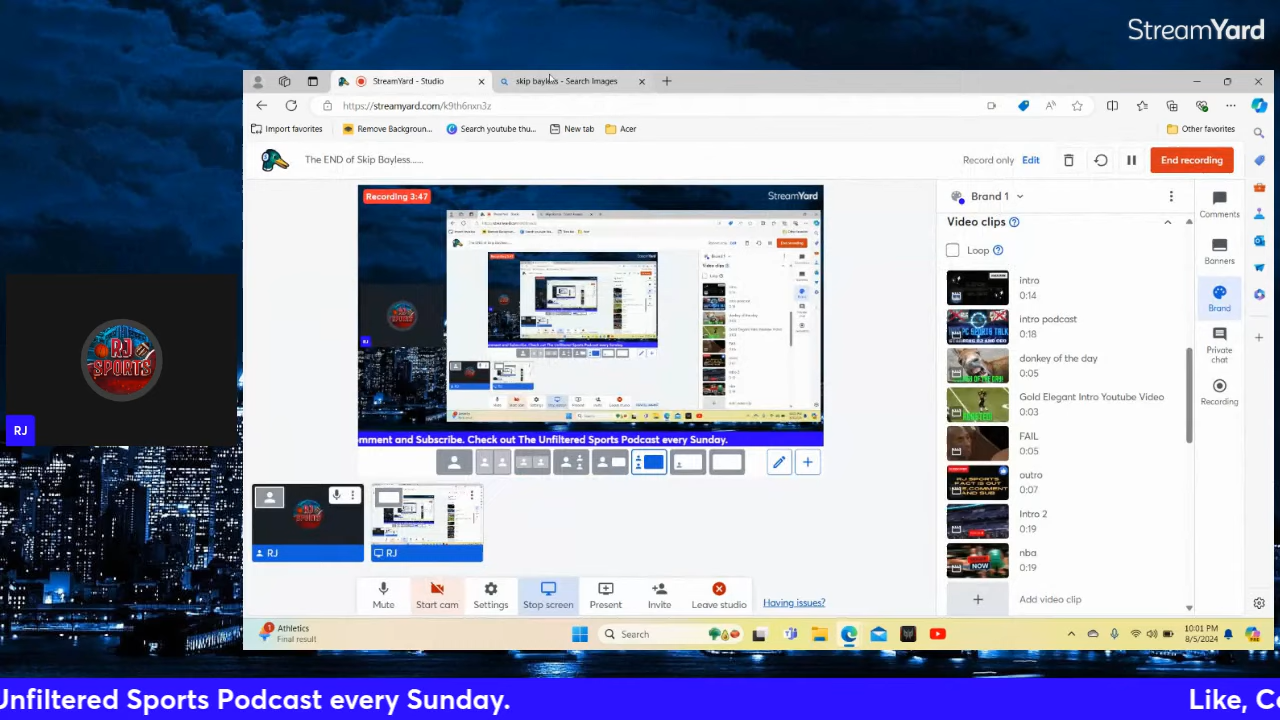 StreamYard
StreamYard - Studio
skip bayless - Search Images
https://streamyard.com/k9th6nxn3z
Import favorites
Remove Backgroun...
Search youtube thu...
New tab
Acer
Other favorites
The END of Skip Bayless......
Record only
Edit
End recording
Recording 3:47
StreamYard
Brand 1
Video clips
Loop
intro
0:14
intro podcast
0:18
donkey of the day
0:05
Gold Elegant Intro Youtube Video
0:03
FAIL
0:05
outro
0:07
Intro 2
0:19
nba
0:19
Add video clip
Comments
Banners
Brand
Private
chat
Recording
RJ
SPORTS
RJ
omment and Subscribe. Check out The Unfiltered Sports Podcast every Sunday.
RJ
RJ
Mute
Start cam
Settings
Stop screen
Present
Invite
Leave studio
Having issues?
1
Athletics
Final result
Search
10:01 PM
8/5/2024
Unfiltered Sports Podcast every Sunday.
Like, Co